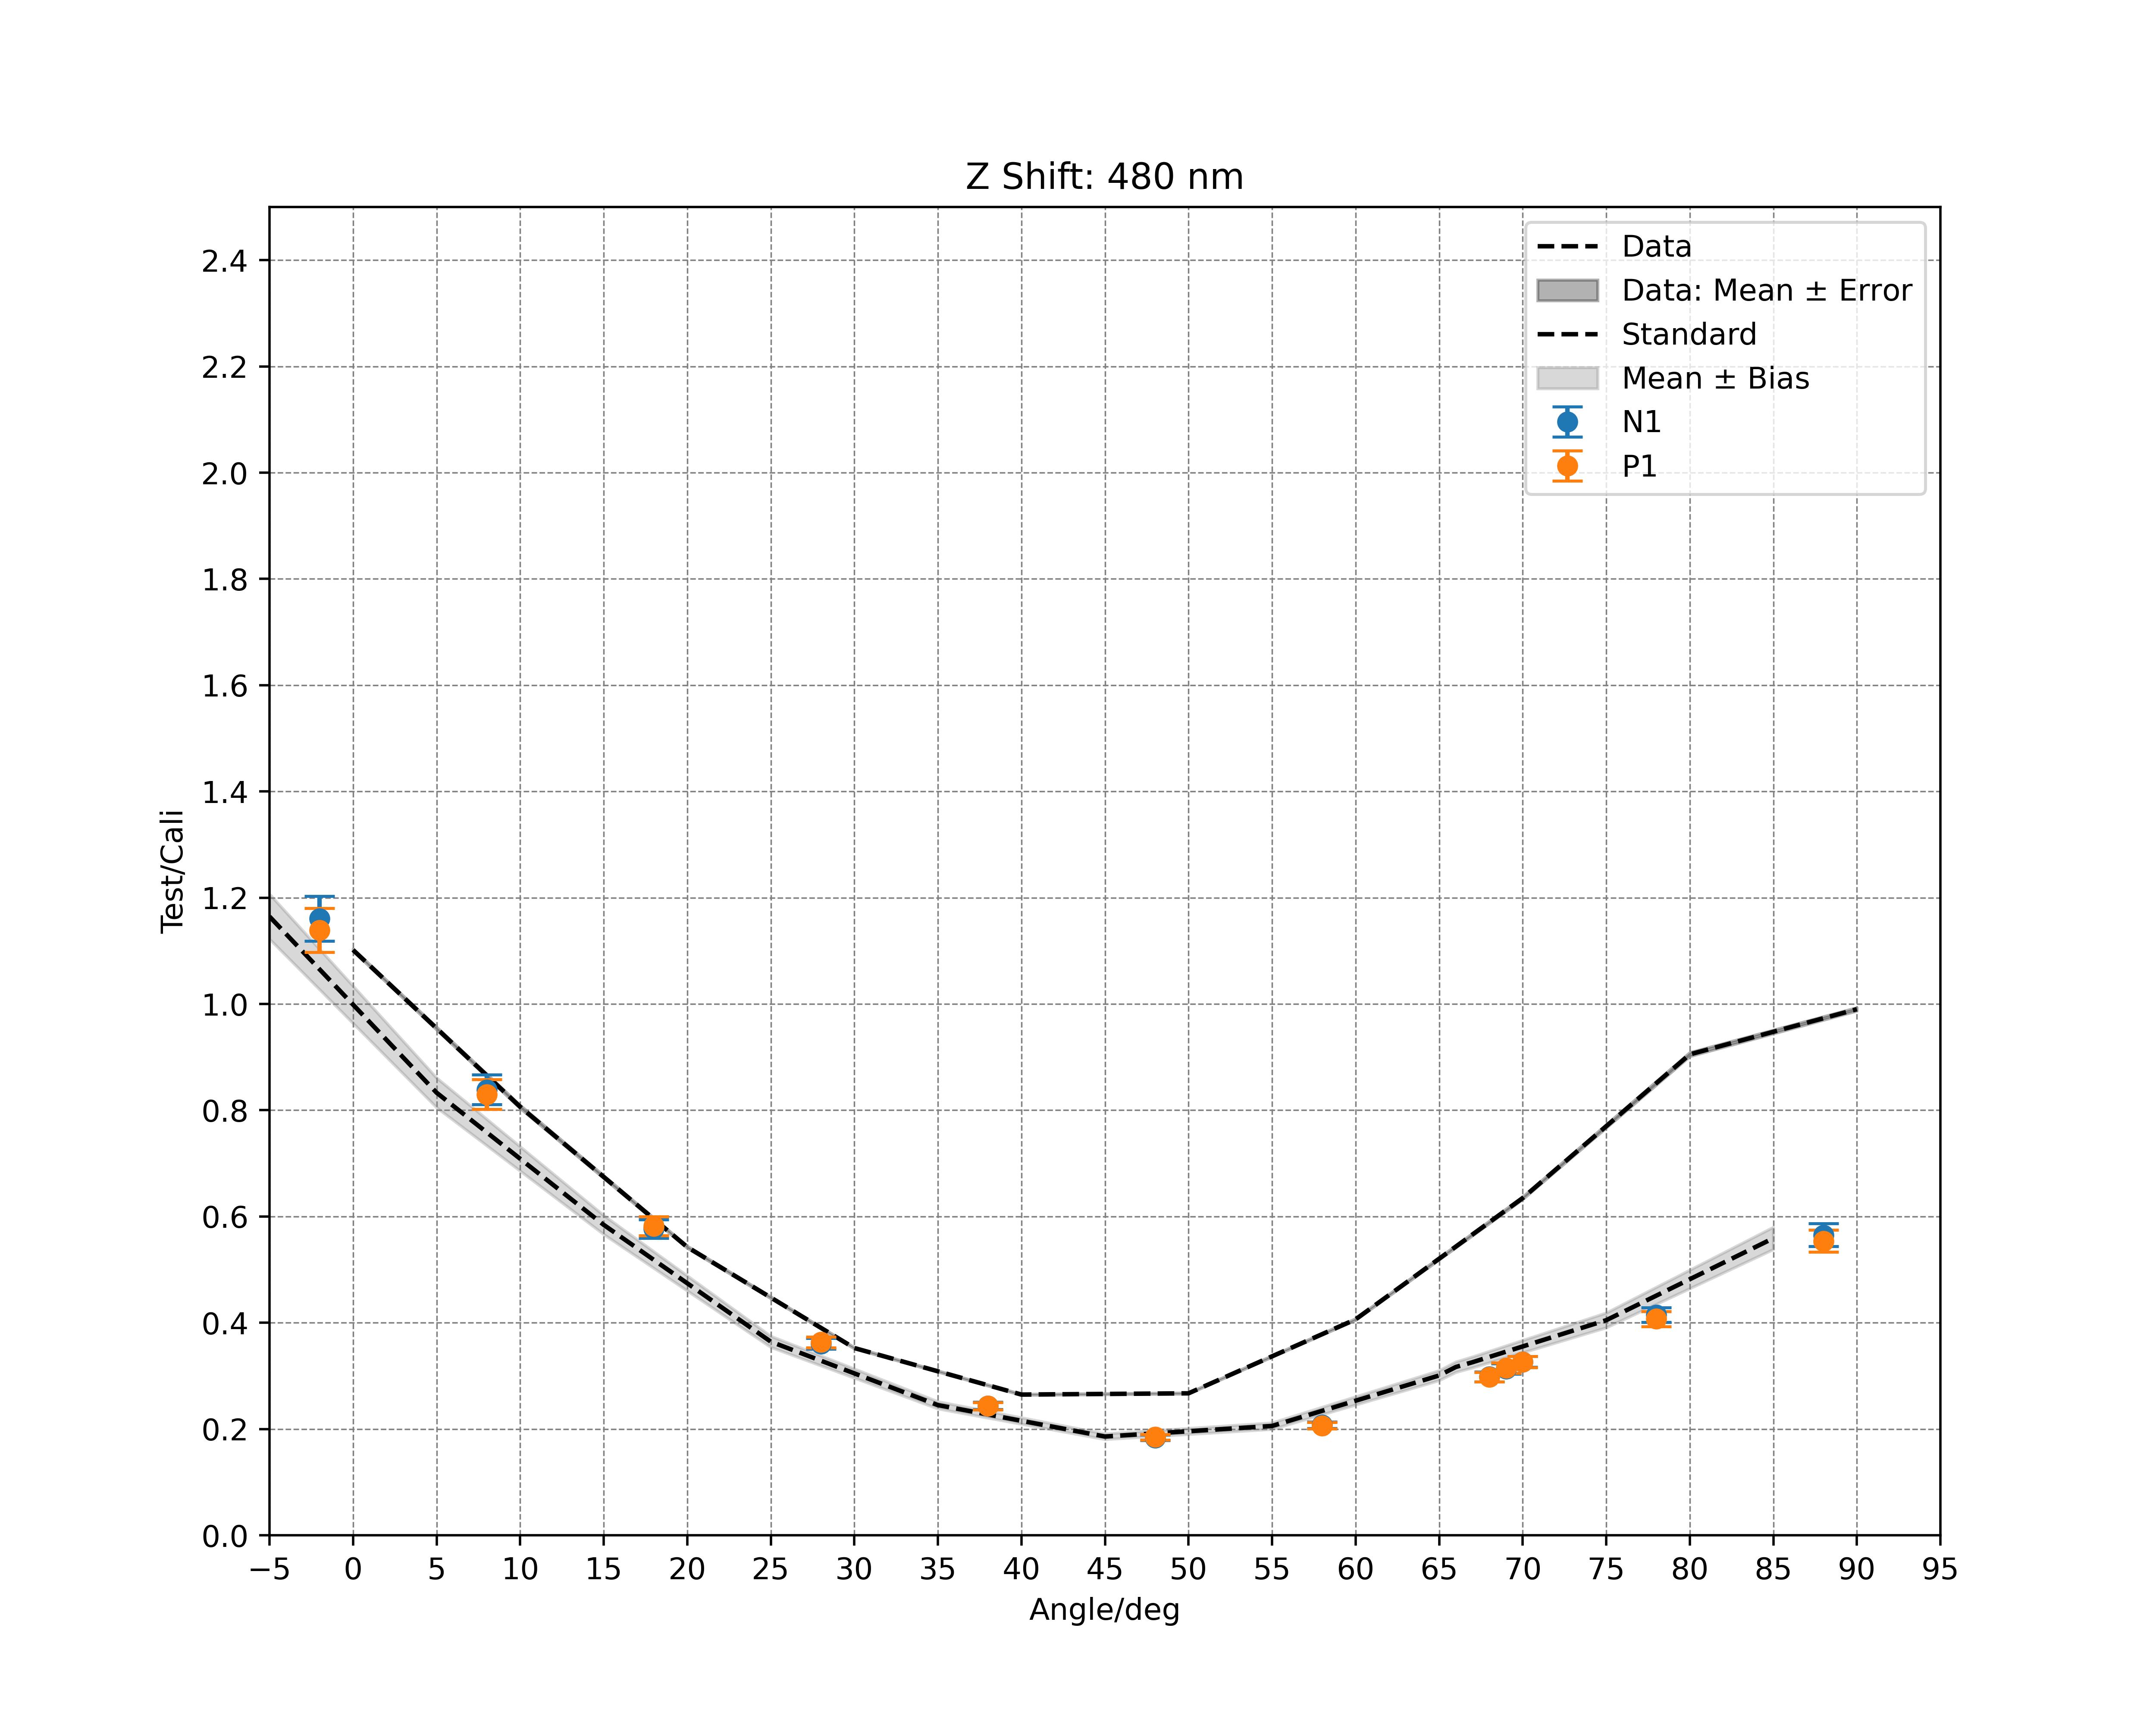 Z Shift: 480 nm
2.4
2.2
2.0
1.8
1.6
1.4
1.2
1.0
0.8
0.6
0.4
0.2
0.0
Test/Cali
Data
Data: Mean ± Error
Standard
Mean ± Bias
N1
P1
−5 0 5 10 15 20 25 30 35 40 45 50 55 60 65 70 75 80 85 90 95
Angle/deg